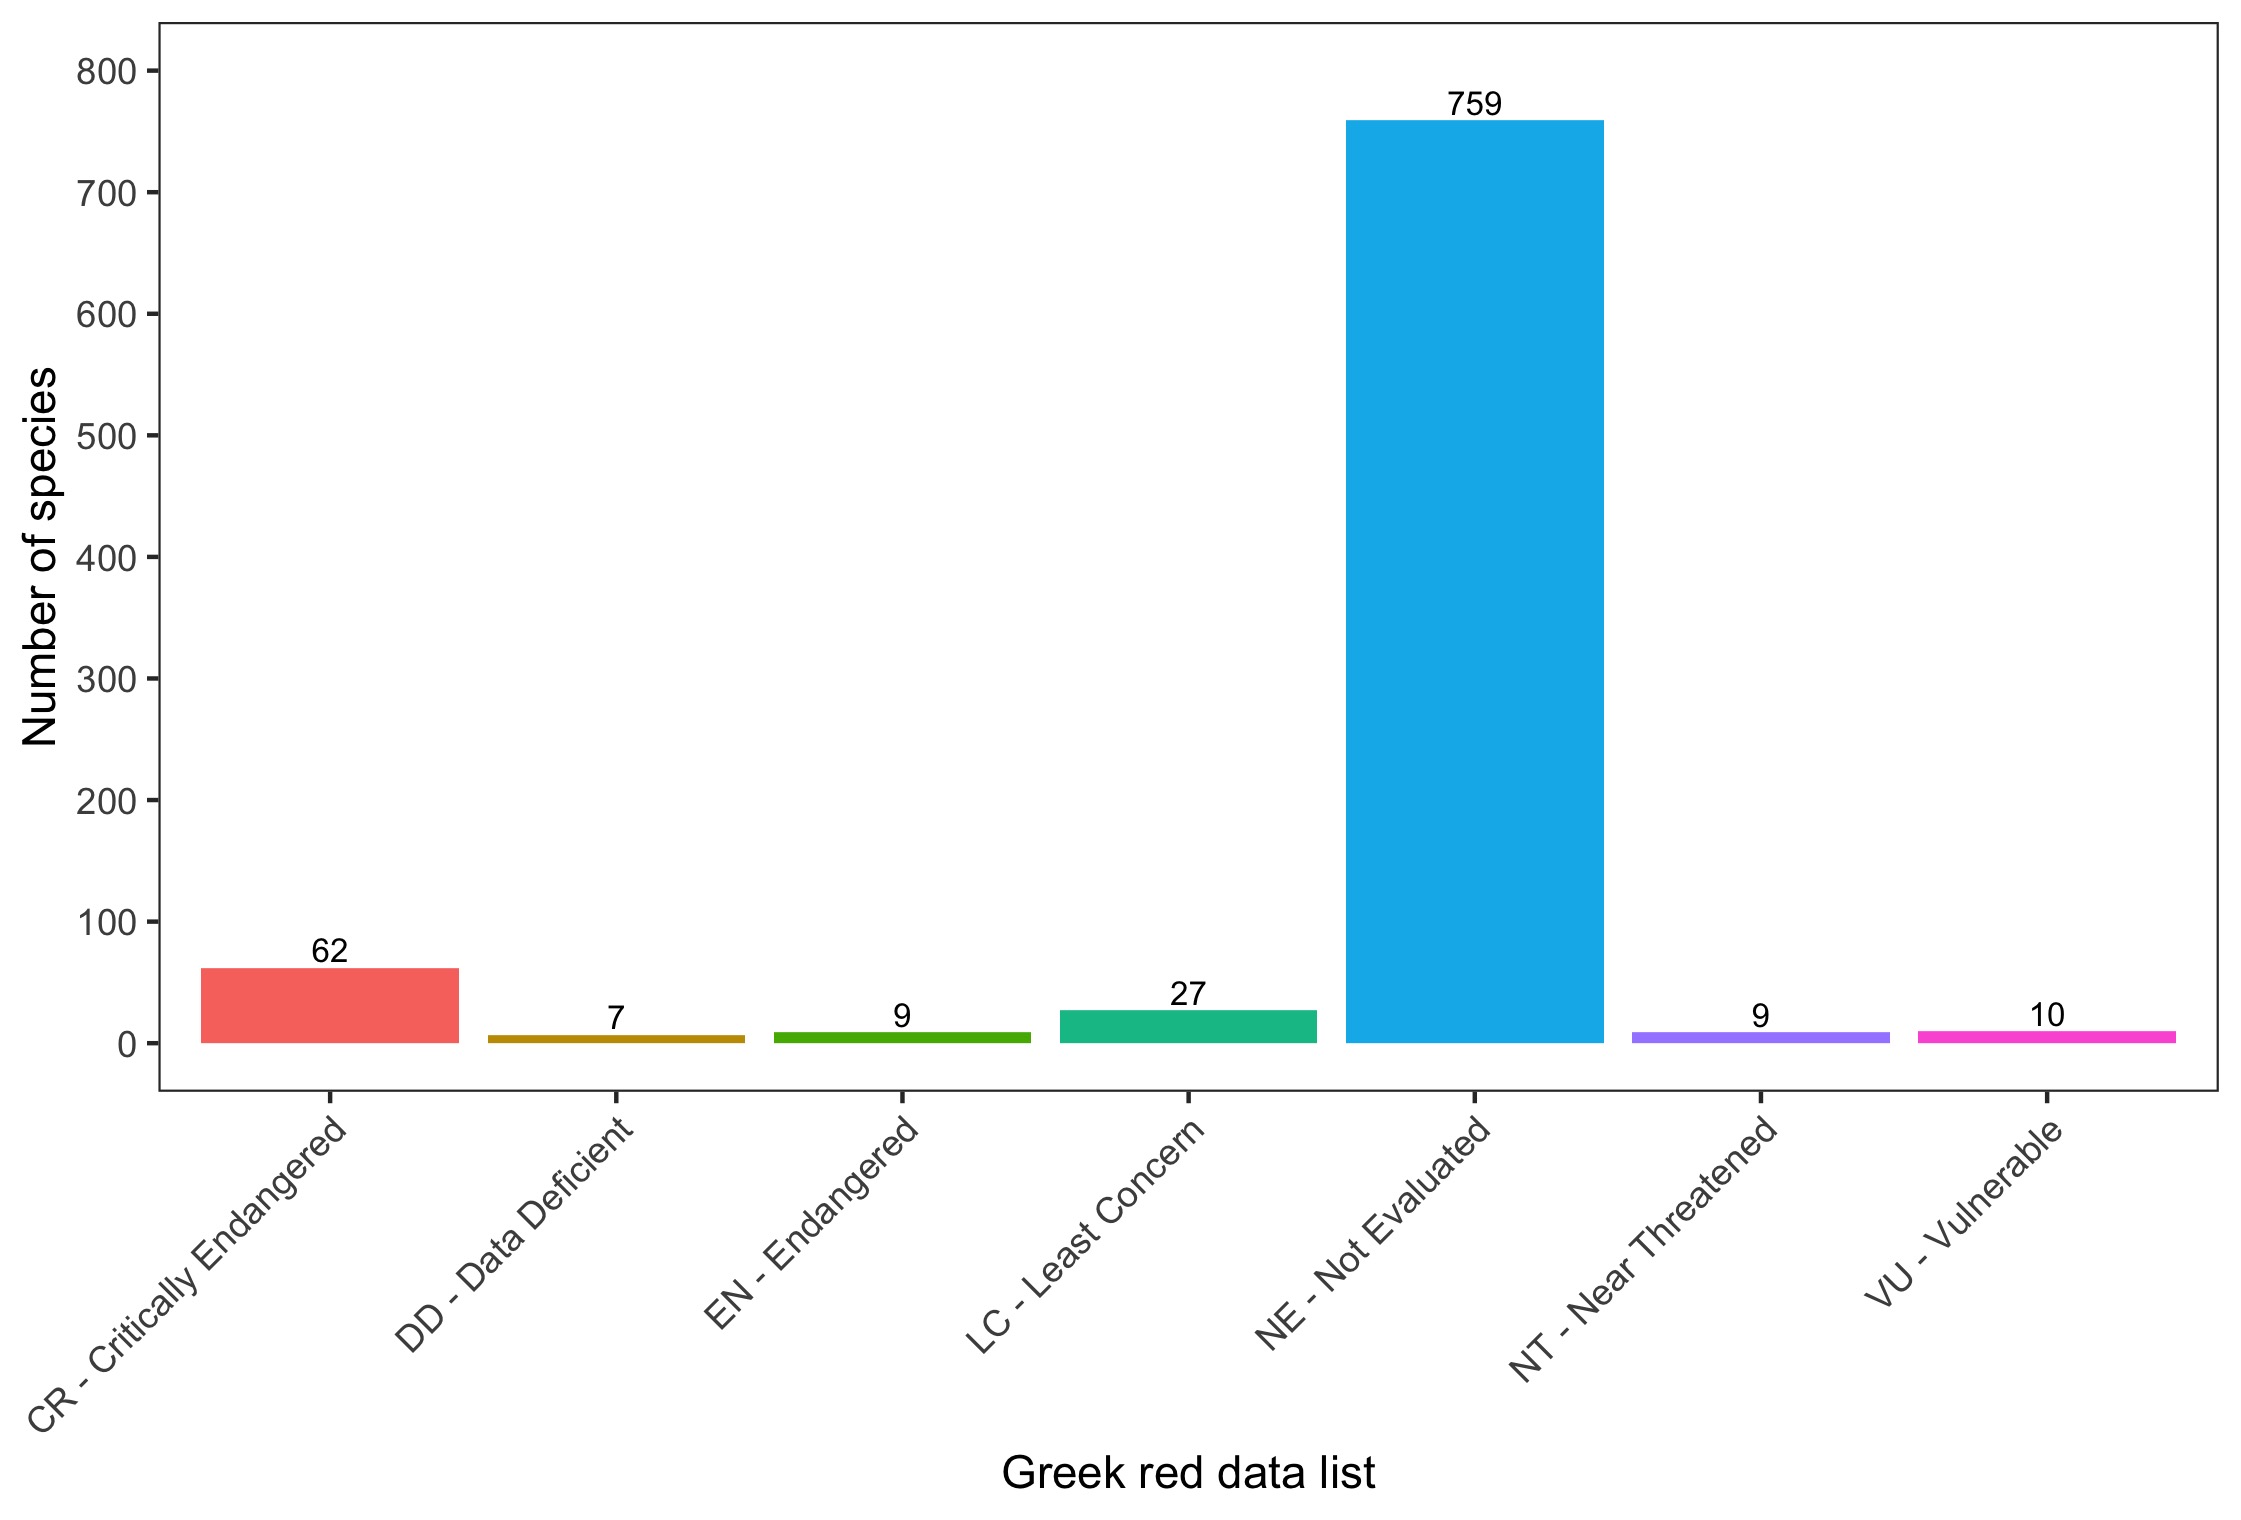 Number of species
800
700
600
500
400
300
200
100
0
62
7
9
27
759
9
10
CR - Critically Endangered
DD - Data Deficient
EN - Endangered
LC - Least Concern
NE - Not Evaluated
NT - Near Threatened
VU - Vulnerable
Greek red data list